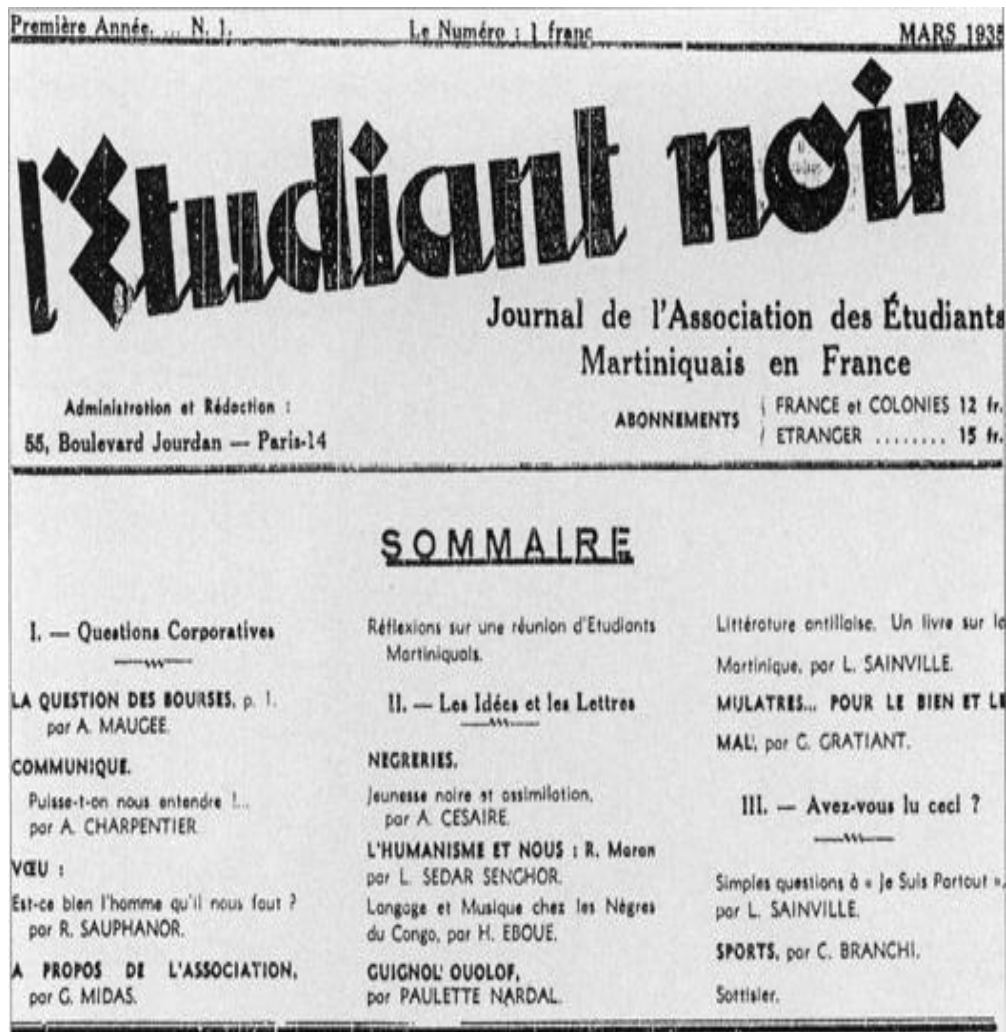 Première Année. ... N. 1.
Le Numéro : 1 franc
MARS 1935
l'Etudiant noir
Journal de l'Association des Étudiants
Martiniquais en France
Administration et Rédaction :
55, Boulevard Jourdan — Paris-14
ABONNEMENTS
FRANCE et COLONIES 12 fr.
ETRANGER ........ 15 fr.
SOMMAIRE
I. — Questions Corporatives
LA QUESTION DES BOURSES, p. 1.
par A. MAUGEE.
COMMUNIQUE.
Puisse-t-on nous entendre !...
par A. CHARPENTIER
VŒU :
Est-ce bien l'homme qu'il nous faut ?
par R. SAUPHANOR.
A PROPOS DE L'ASSOCIATION,
par G. MIDAS.
Réflexions sur une réunion d'Etudiants
Martiniquais.
II. — Les Idées et les Lettres
NEGRERIES.
Jeunesse noire et assimilation,
par A. CESAIRE.
L'HUMANISME ET NOUS : R. Maran
par L. SEDAR SENGHOR.
Langage et Musique chez les Nègres
du Congo, par H. EBOUE.
GUIGNOL OUOLOF,
par PAULETTE NARDAL.
Littérature antillaise. Un livre sur la
Martinique, par L. SAINVILLE.
MULATRES... POUR LE BIEN ET LE
MAL, par G. GRATIANT.
III. — Avez-vous lu ceci ?
Simples questions à « Je Suis Partout ».
par L. SAINVILLE.
SPORTS, par C. BRANCHI.
Sottisier.